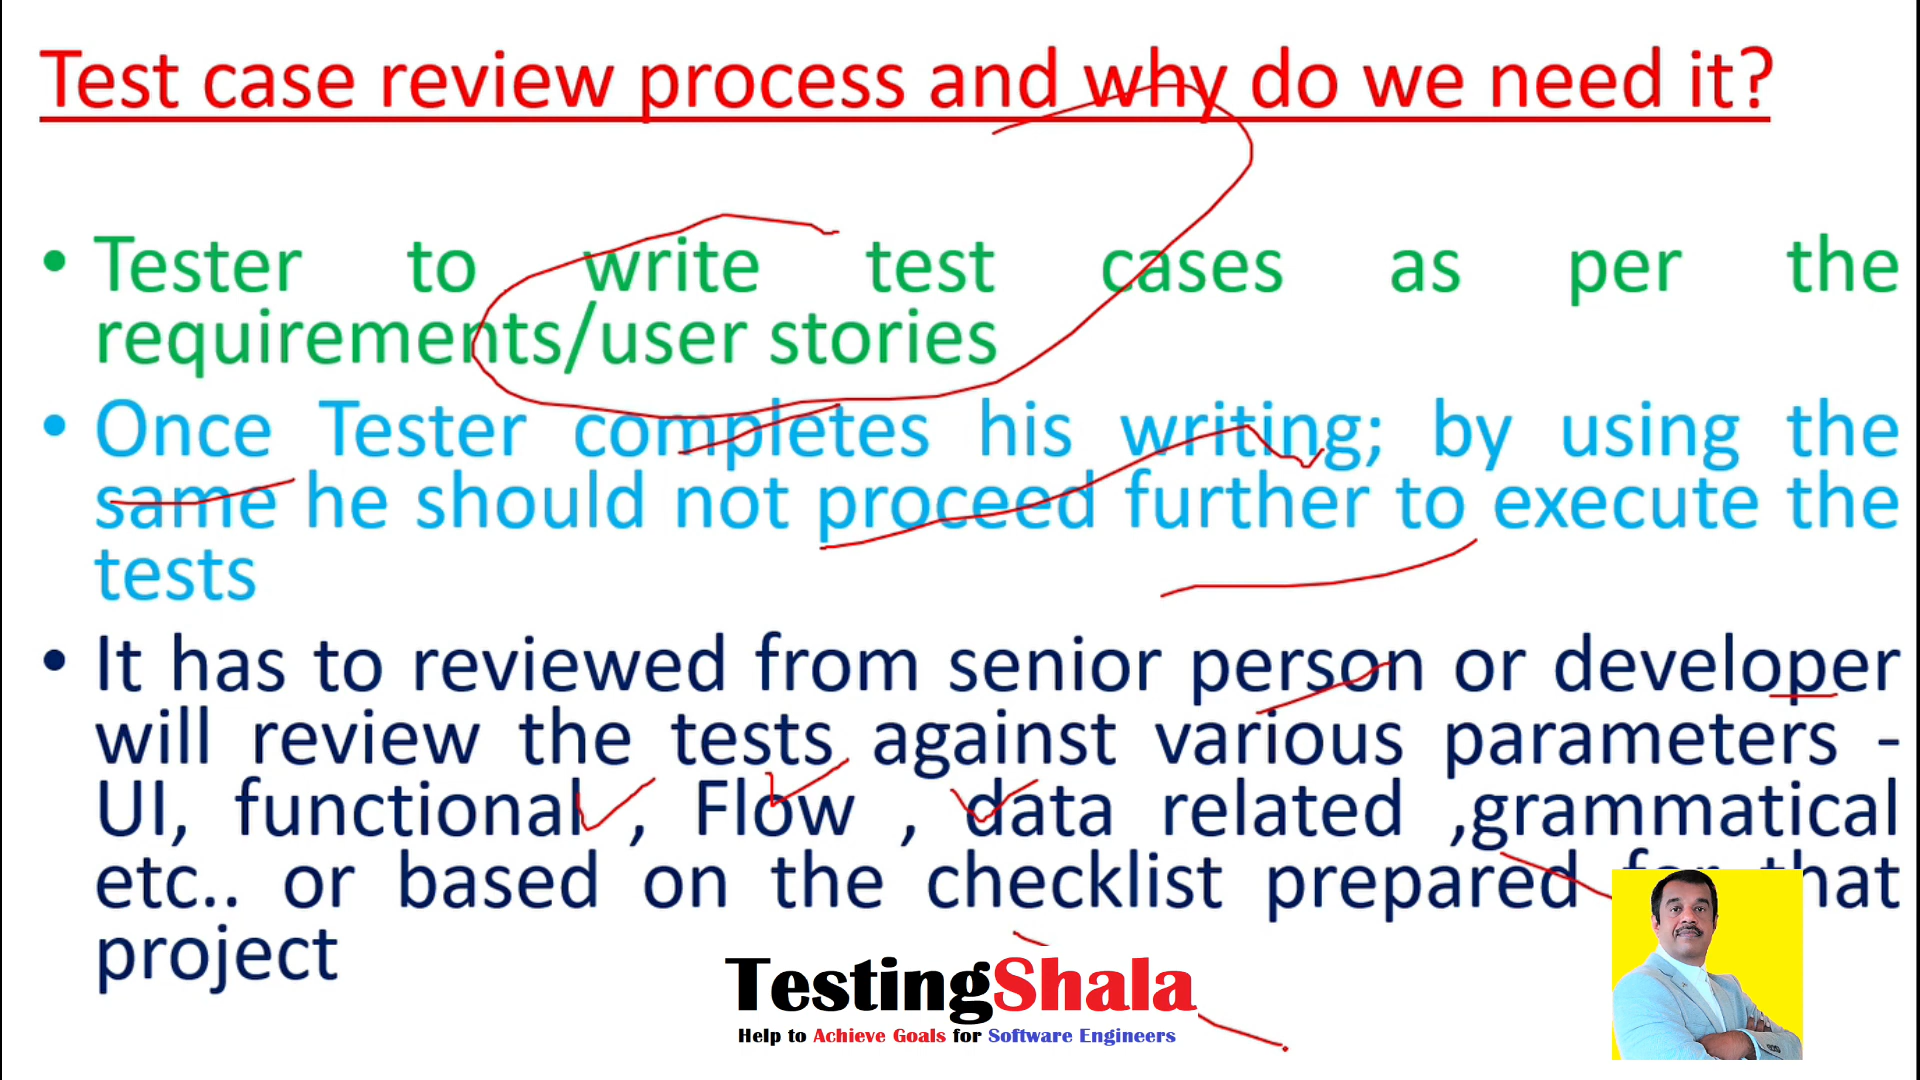 Test case review process and why do we need it?
• Tester to write test cases as per the
requirements/user stories
• Once Tester completes his writing; by using the
same he should not proceed further to execute the
tests
• It has to reviewed from senior person or developer
will review the tests against various parameters -
UI, functional , Flow , data related ,grammatical
etc.. or based on the checklist prepared for that
project
TestingShala
Help to Achieve Goals for Software Engineers